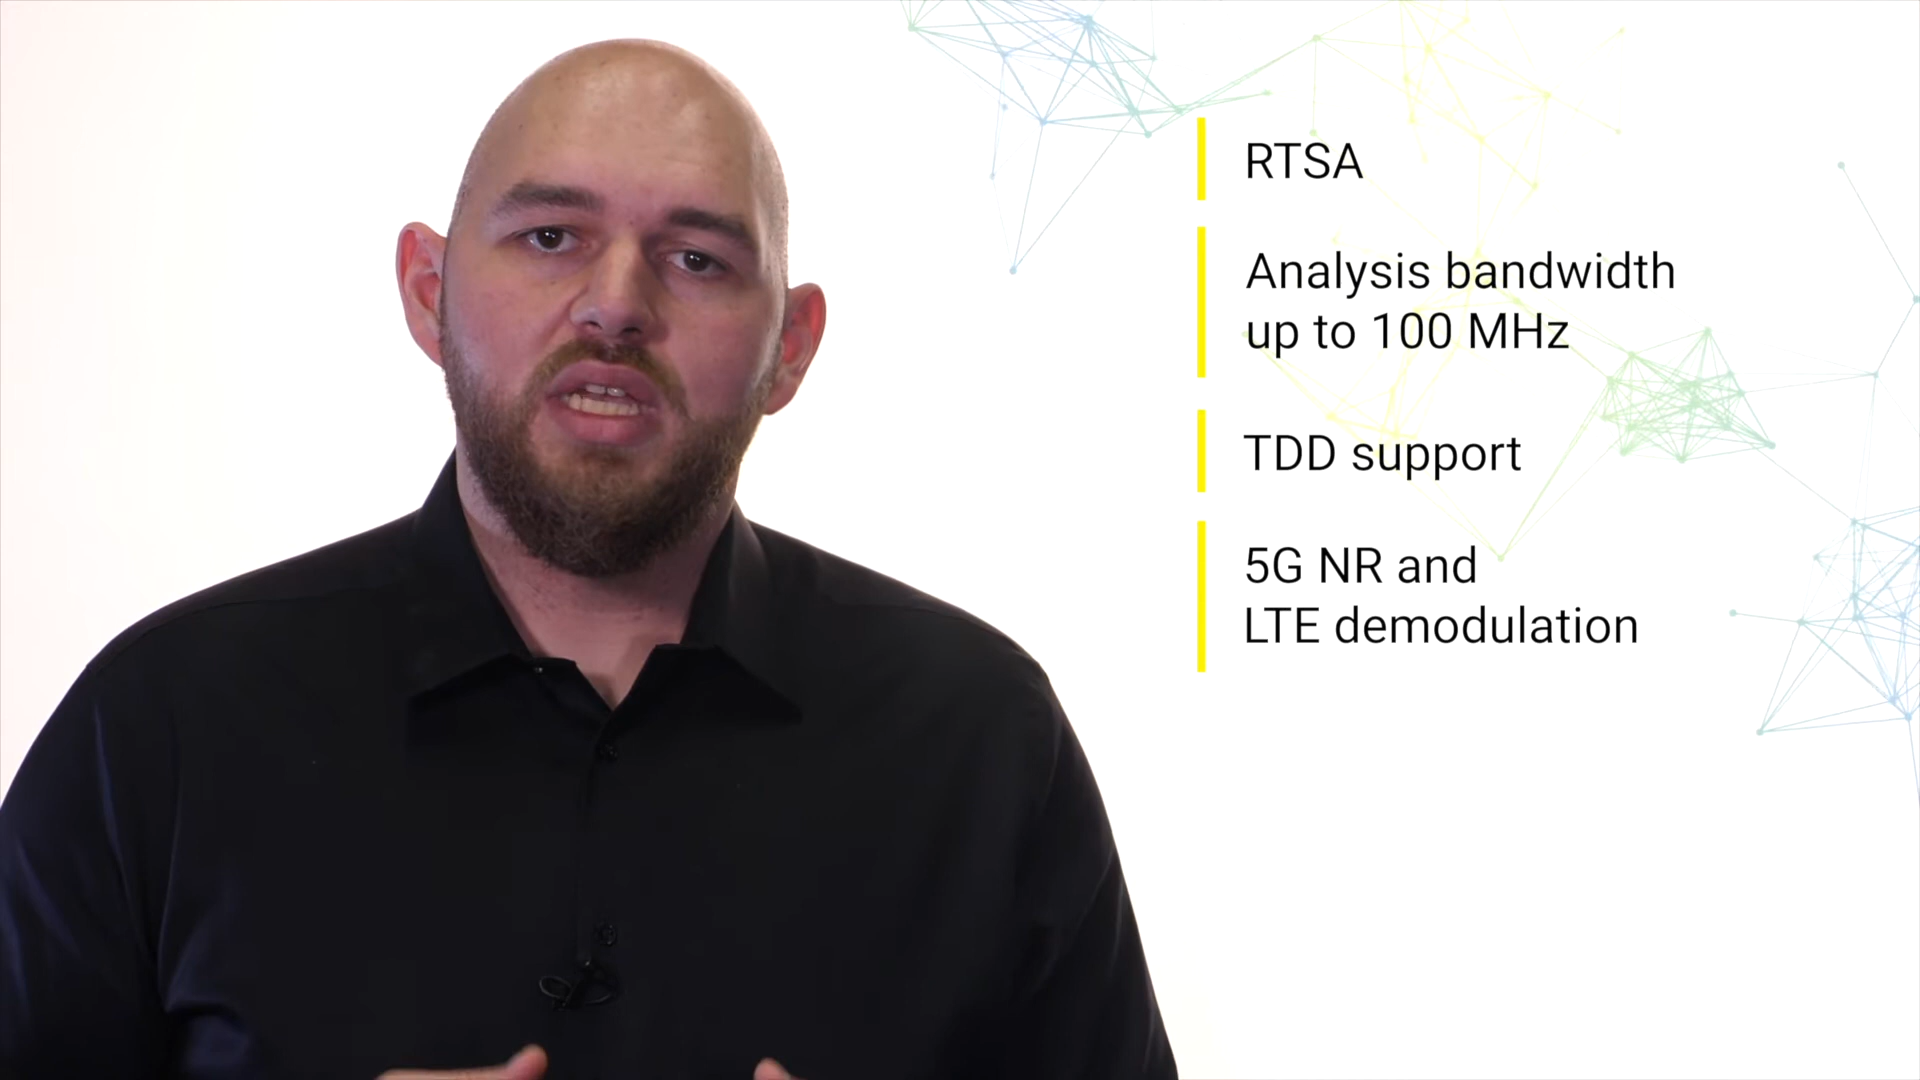 RTSA
Analysis bandwidth
up to 100 MHz
TDD support
5G NR and
LTE demodulation